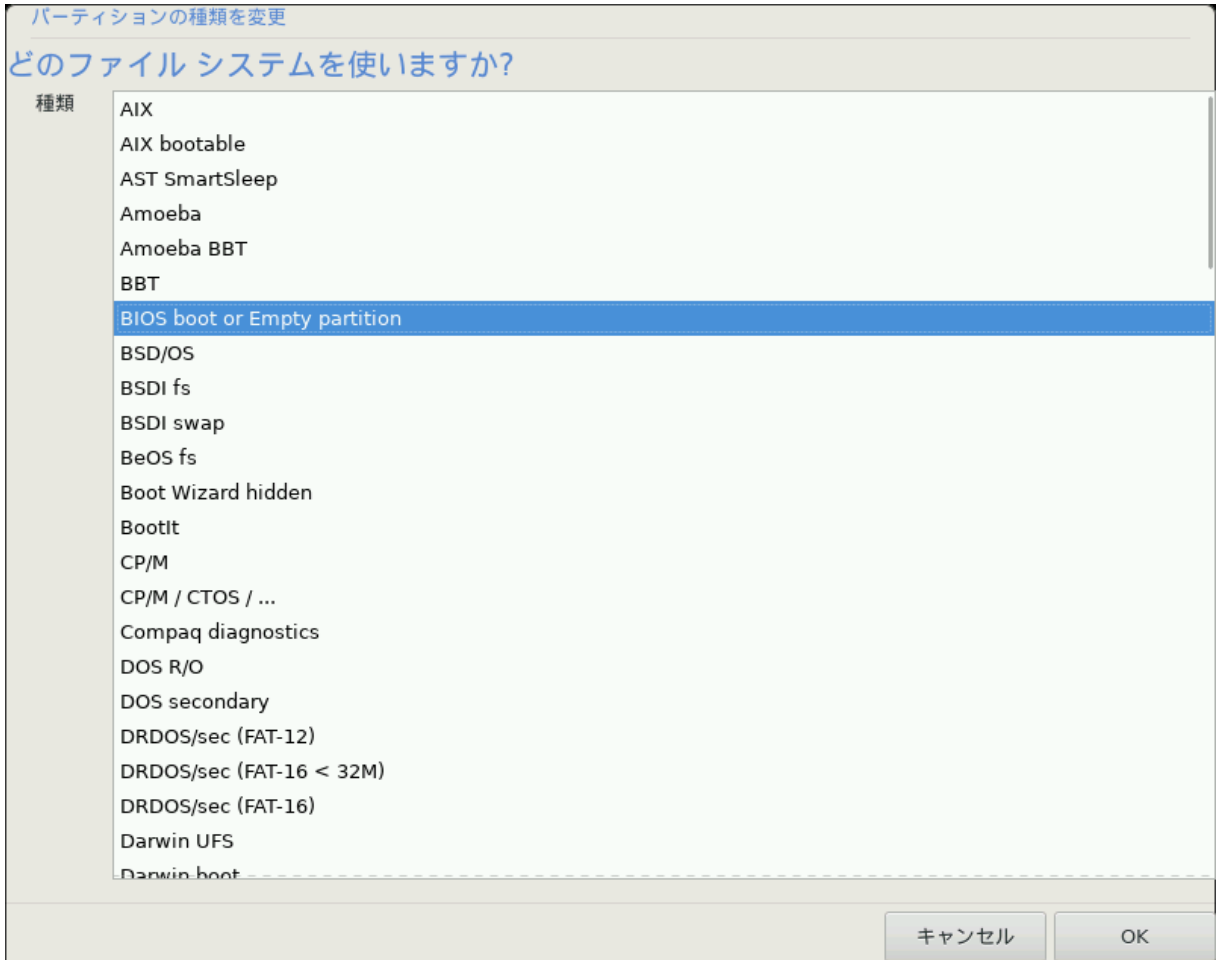 パーティションの種類を変更
どのファイル システムを使いますか?
種類
AIX
AIX bootable
AST SmartSleep
Amoeba
Amoeba BBT
BBT
BIOS boot or Empty partition
BSD/OS
BSDI fs
BSDI swap
BeOS fs
Boot Wizard hidden
BootIt
CP/M
CP/M / CTOS / ...
Compaq diagnostics
DOS R/O
DOS secondary
DRDOS/sec (FAT-12)
DRDOS/sec (FAT-16 < 32M)
DRDOS/sec (FAT-16)
Darwin UFS
Darwin boot
キャンセル
OK